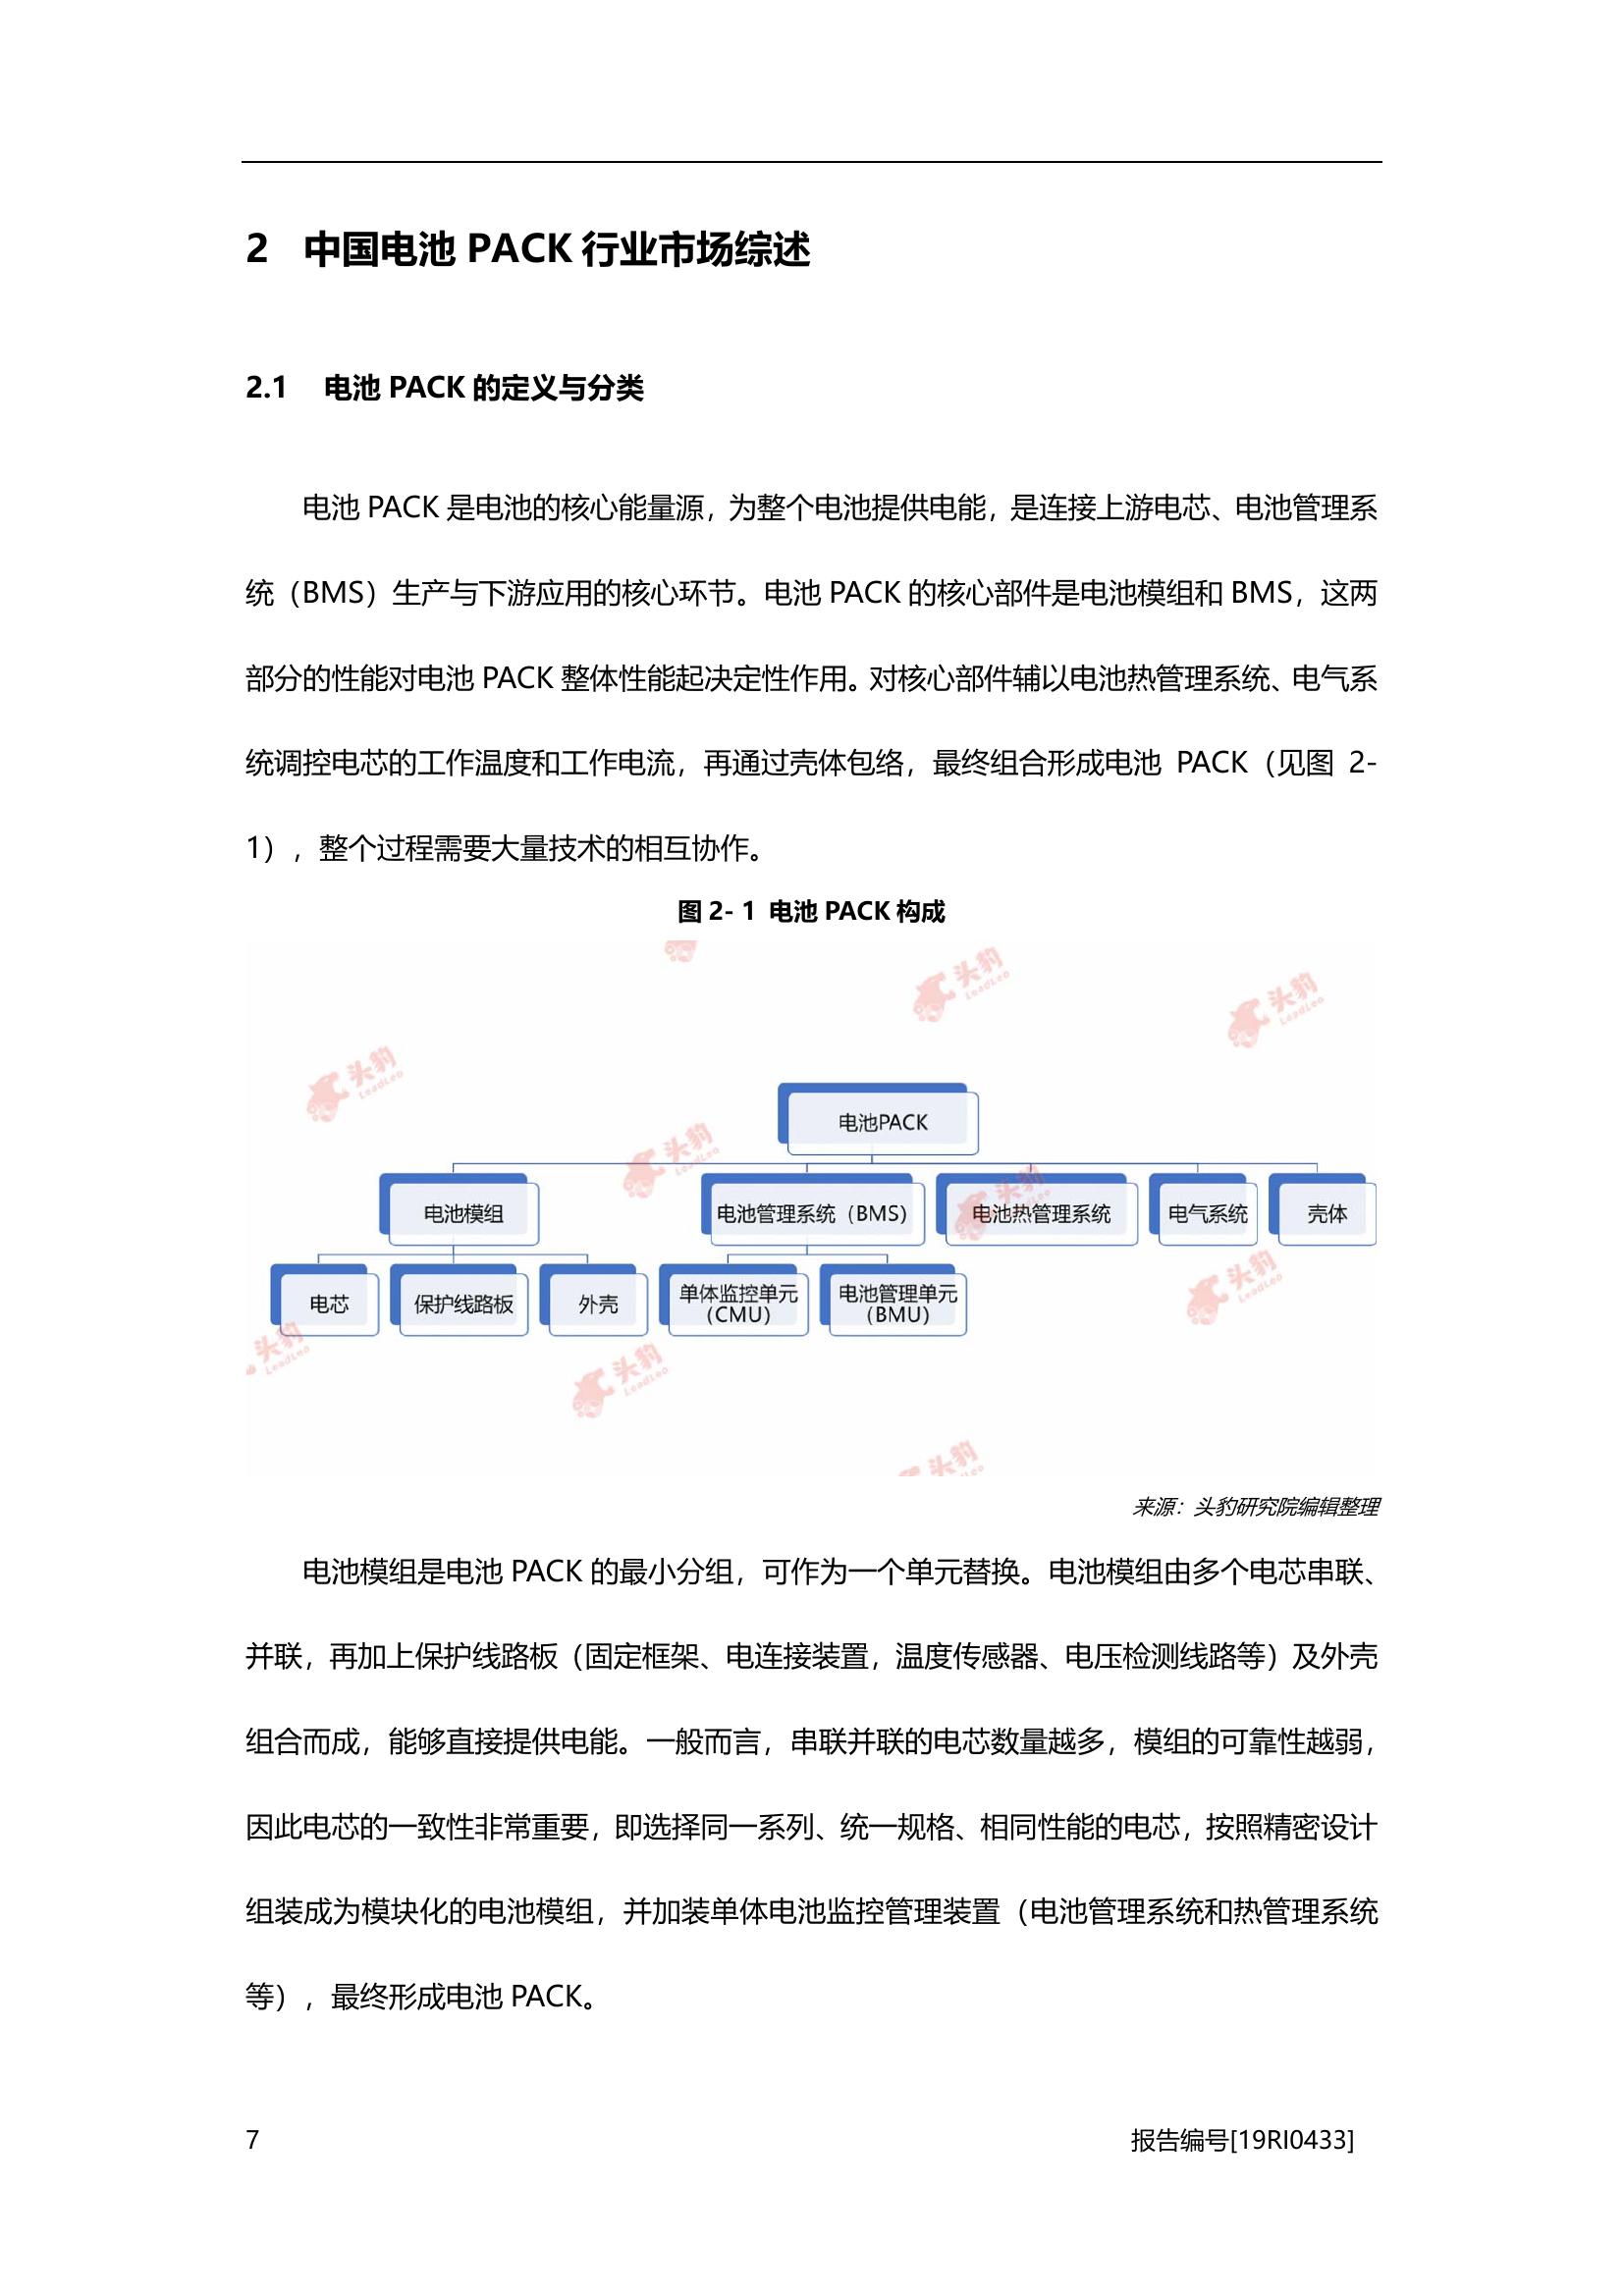 2 中国电池 PACK 行业市场综述
2.1 电池 PACK 的定义与分类
电池 PACK 是电池的核心能量源，为整个电池提供电能，是连接上游电芯、电池管理系
统（BMS）生产与下游应用的核心环节。电池 PACK 的核心部件是电池模组和 BMS，这两
部分的性能对电池 PACK 整体性能起决定性作用。对核心部件辅以电池热管理系统、电气系
统调控电芯的工作温度和工作电流，再通过壳体包络，最终组合形成电池 PACK（见图 2-
1），整个过程需要大量技术的相互协作。
图 2- 1 电池 PACK 构成
头豹
LeadLeo
头豹
LeadLeo
头豹
LeadLeo
电池PACK
头豹
LeadLeo
电池模组
电池管理系统（BMS）
电池热管理系统
电气系统
壳体
头豹
电芯
保护线路板
外壳
单体监控单元
（CMU）
电池管理单元
（BMU）
头豹
LeadLeo
头豹
LeadLeo
头豹
LeadLeo
头豹
来源：头豹研究院编辑整理
电池模组是电池 PACK 的最小分组，可作为一个单元替换。电池模组由多个电芯串联、
并联，再加上保护线路板（固定框架、电连接装置，温度传感器、电压检测线路等）及外壳
组合而成，能够直接提供电能。一般而言，串联并联的电芯数量越多，模组的可靠性越弱，
因此电芯的一致性非常重要，即选择同一系列、统一规格、相同性能的电芯，按照精密设计
组装成为模块化的电池模组，并加装单体电池监控管理装置（电池管理系统和热管理系统
等），最终形成电池 PACK。
7 报告编号[19RI0433]